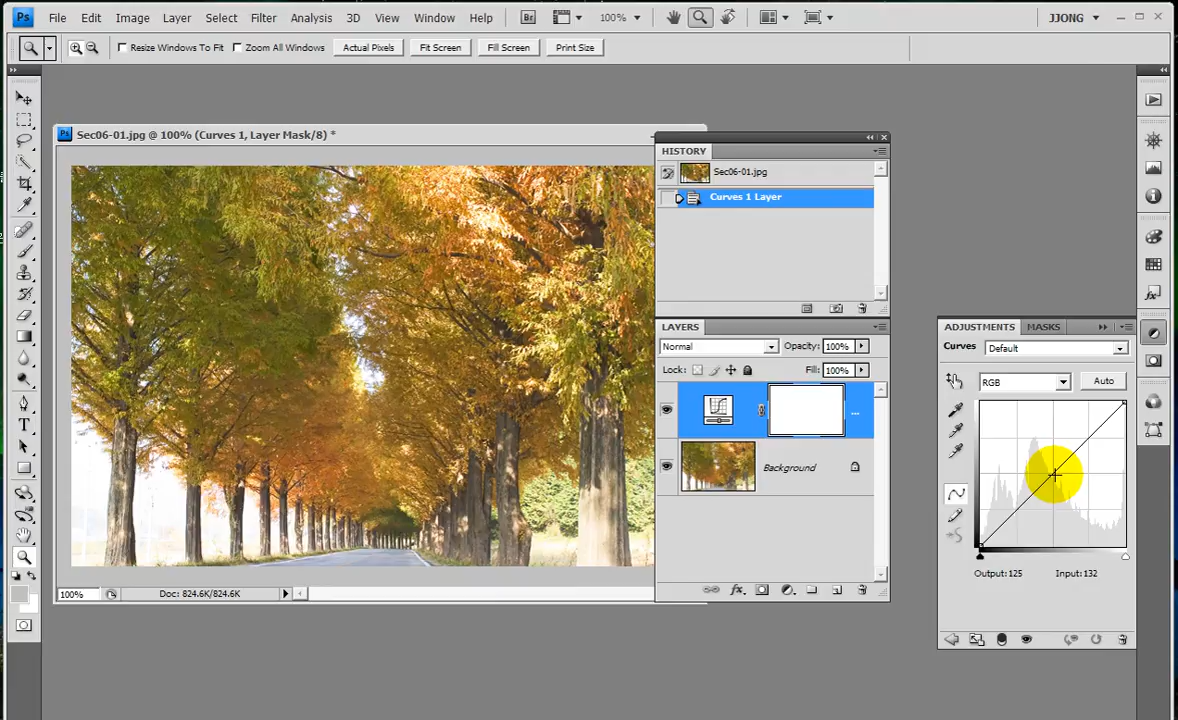 Ps File Edit Image Layer Select Filter Analysis 3D View Window Help Br 100% JJONG
Resize Windows To Fit Zoom All Windows Actual Pixels Fit Screen Fill Screen Print Size
Ps Sec06-01.jpg @ 100% (Curves 1, Layer Mask/8) *
HISTORY
Sec06-01.jpg
Curves 1 Layer
LAYERS
Normal Opacity: 100%
Lock: Fill: 100%
...
Background
fx
ADJUSTMENTS MASKS
Curves Default
RGB Auto
Output:125 Input:132
100% Doc: 824.6K/824.6K